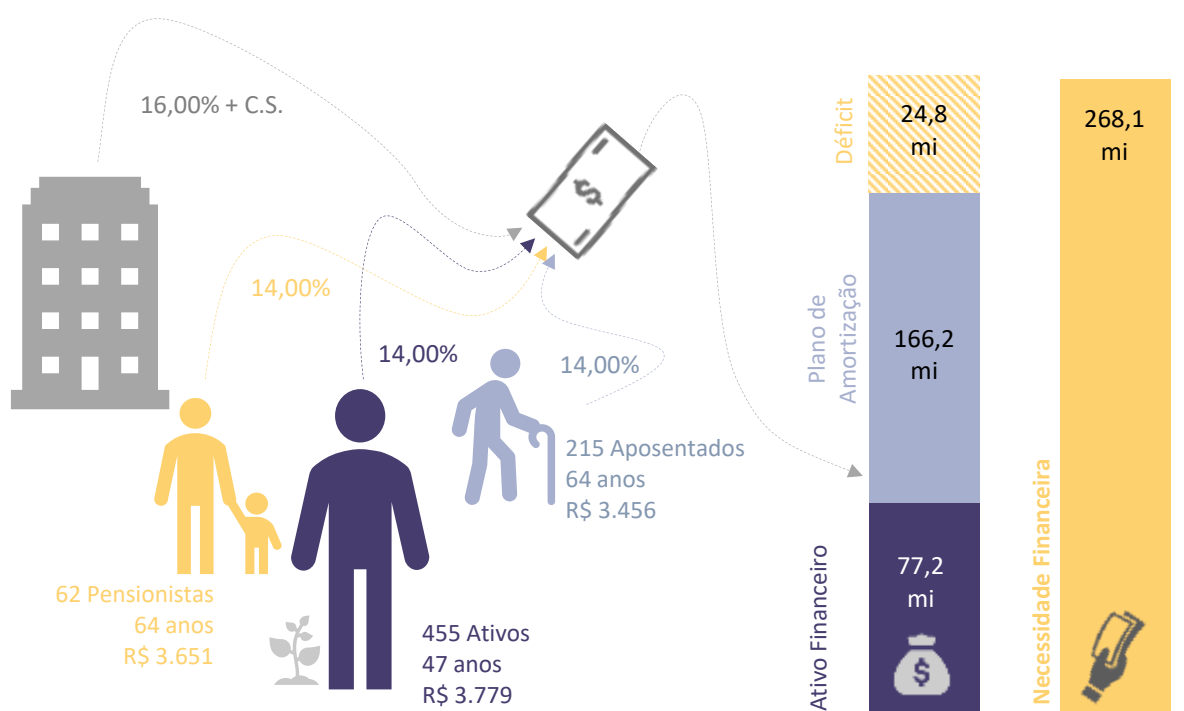 16,00% + C.S.
14,00%
14,00%
14,00%
62 Pensionistas
64 anos
R$ 3.651
455 Ativos
47 anos
R$ 3.779
215 Aposentados
64 anos
R$ 3.456
$
Déficit
24,8
mi
Plano de
Amortização
166,2
mi
Ativo Financeiro
77,2
mi
$
Necessidade Financeira
268,1
mi